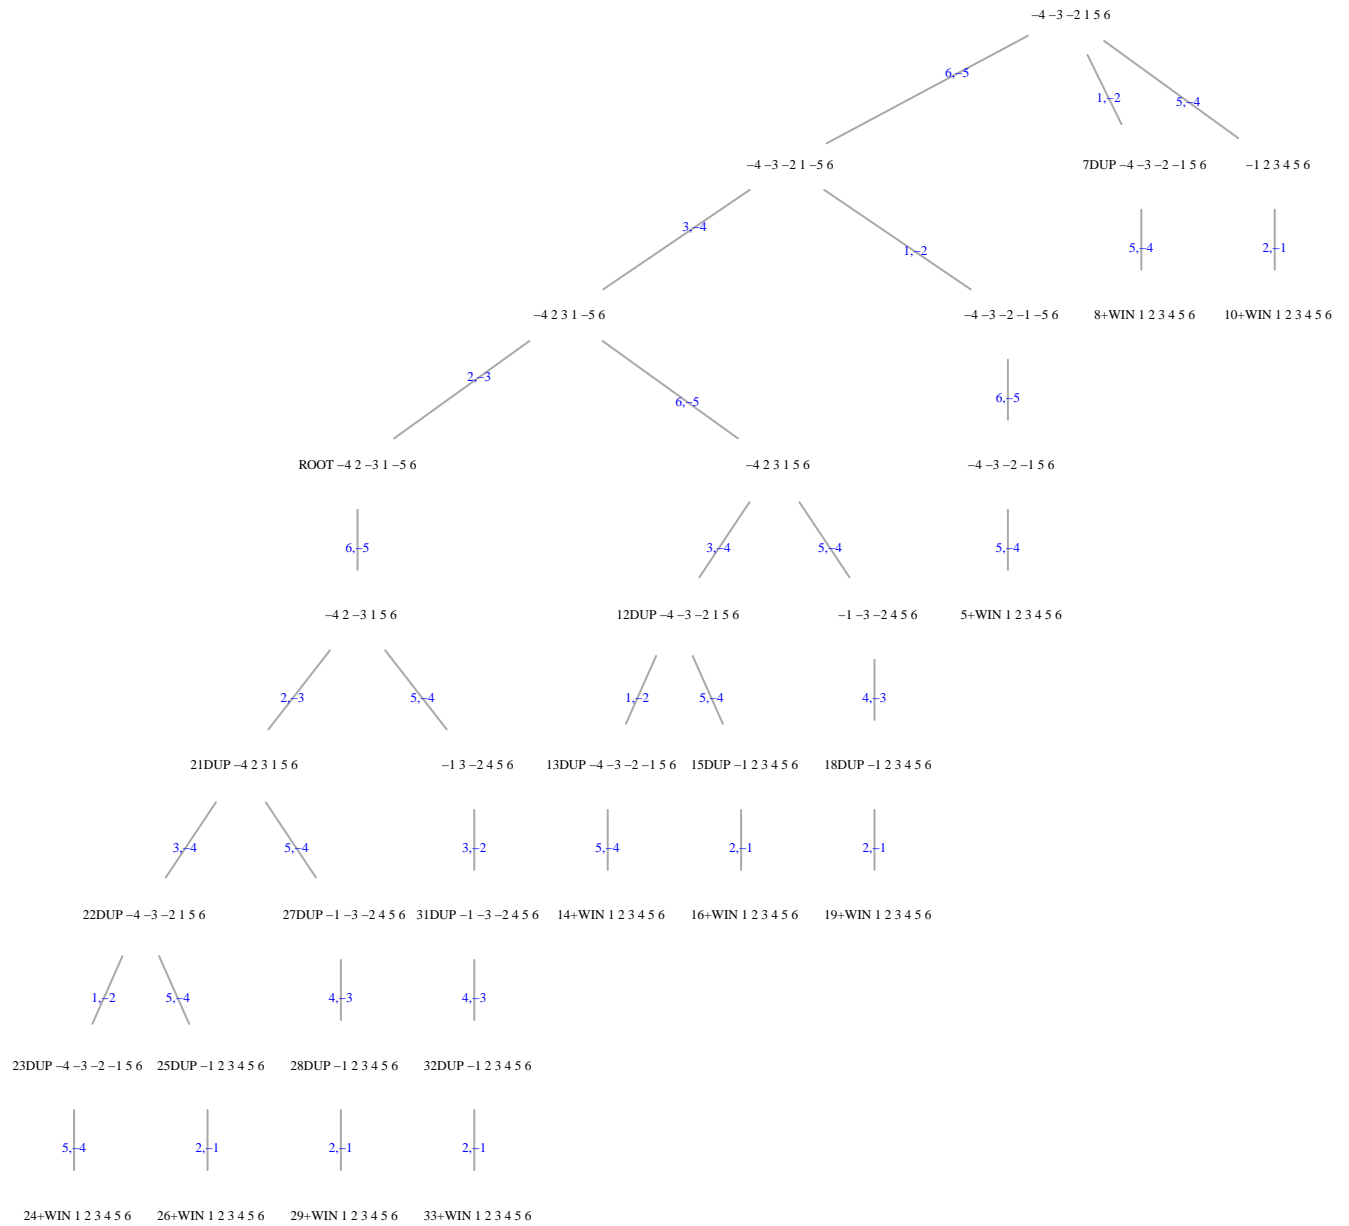 −4 −3 −2 1 5 6
6,−5
1,−2
5,−4
−4 −3 −2 1 −5 6
7DUP −4 −3 −2 −1 5 6
−1 2 3 4 5 6
3,−4
1,−2
5,−4
2,−1
−4 2 3 1 −5 6
−4 −3 −2 −1 −5 6
8+WIN 1 2 3 4 5 6
10+WIN 1 2 3 4 5 6
2,−3
6,−5
6,−5
ROOT −4 2 −3 1 −5 6
−4 2 3 1 5 6
−4 −3 −2 −1 5 6
6,−5
3,−4
5,−4
5,−4
−4 2 −3 1 5 6
12DUP −4 −3 −2 1 5 6
−1 −3 −2 4 5 6
5+WIN 1 2 3 4 5 6
2,−3
5,−4
1,−2
5,−4
4,−3
21DUP −4 2 3 1 5 6
−1 3 −2 4 5 6
13DUP −4 −3 −2 −1 5 6
15DUP −1 2 3 4 5 6
18DUP −1 2 3 4 5 6
3,−4
5,−4
3,−2
5,−4
2,−1
2,−1
22DUP −4 −3 −2 1 5 6
27DUP −1 −3 −2 4 5 6
31DUP −1 −3 −2 4 5 6
14+WIN 1 2 3 4 5 6
16+WIN 1 2 3 4 5 6
19+WIN 1 2 3 4 5 6
1,−2
5,−4
4,−3
4,−3
23DUP −4 −3 −2 −1 5 6
25DUP −1 2 3 4 5 6
28DUP −1 2 3 4 5 6
32DUP −1 2 3 4 5 6
5,−4
2,−1
2,−1
2,−1
24+WIN 1 2 3 4 5 6
26+WIN 1 2 3 4 5 6
29+WIN 1 2 3 4 5 6
33+WIN 1 2 3 4 5 6